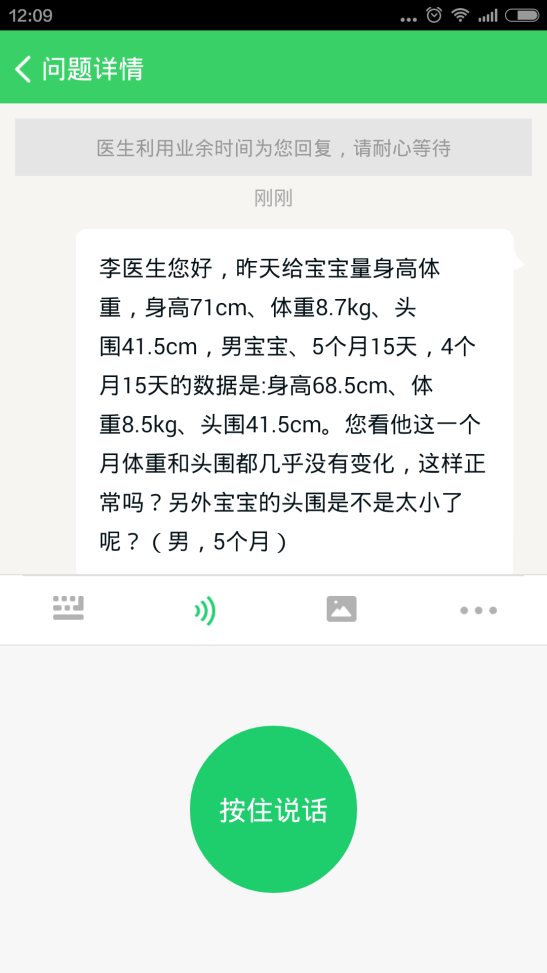 12:09
问题详情
医生利用业余时间为您回复，请耐心等待
刚刚
李医生您好，昨天给宝宝量身高体
重，身高71cm、体重8.7kg、头
围41.5cm，男宝宝、5个月15天，4个
月15天的数据是:身高68.5cm、体
重8.5kg、头围41.5cm。您看他这一个
月体重和头围都几乎没有变化，这样正
常吗？另外宝宝的头围是不是太小了
呢？（男，5个月）
按住说话